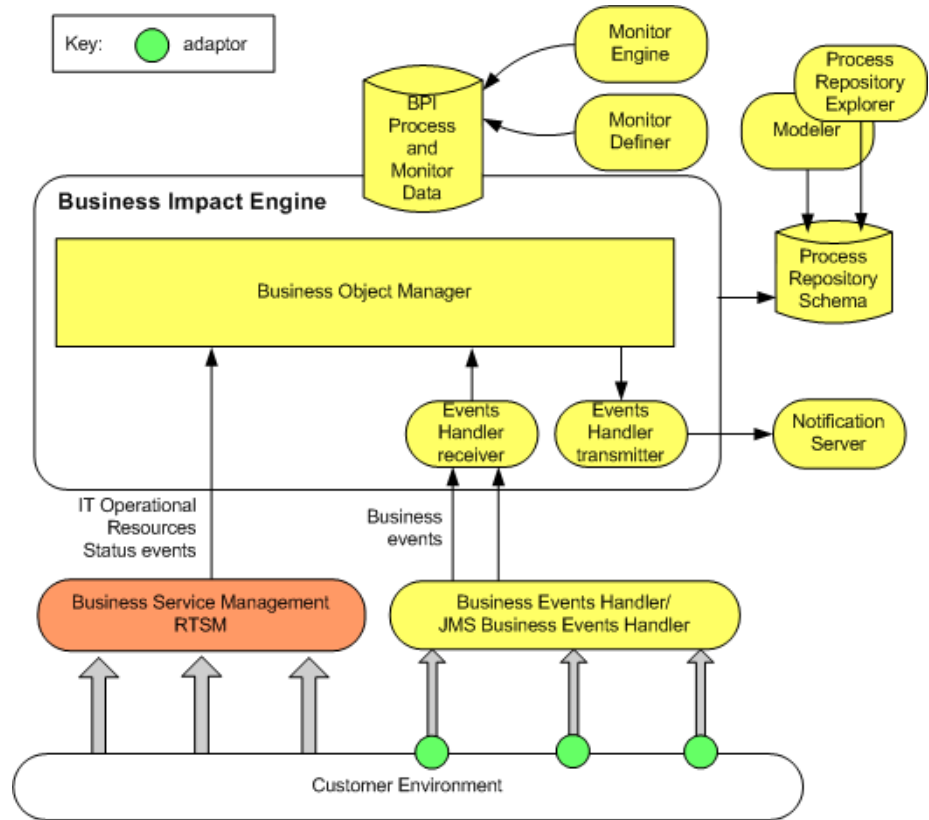 Key:
adaptor
Monitor
Engine
Process
Repository
Explorer
BPI
Process
and
Monitor
Data
Monitor
Definer
Modeler
Business Impact Engine
Process
Repository
Schema
Business Object Manager
Events
Handler
receiver
Events
Handler
transmitter
Notification
Server
IT Operational
Resources
Status events
Business
events
Business Service Management
RTSM
Business Events Handler/
JMS Business Events Handler
Customer Environment